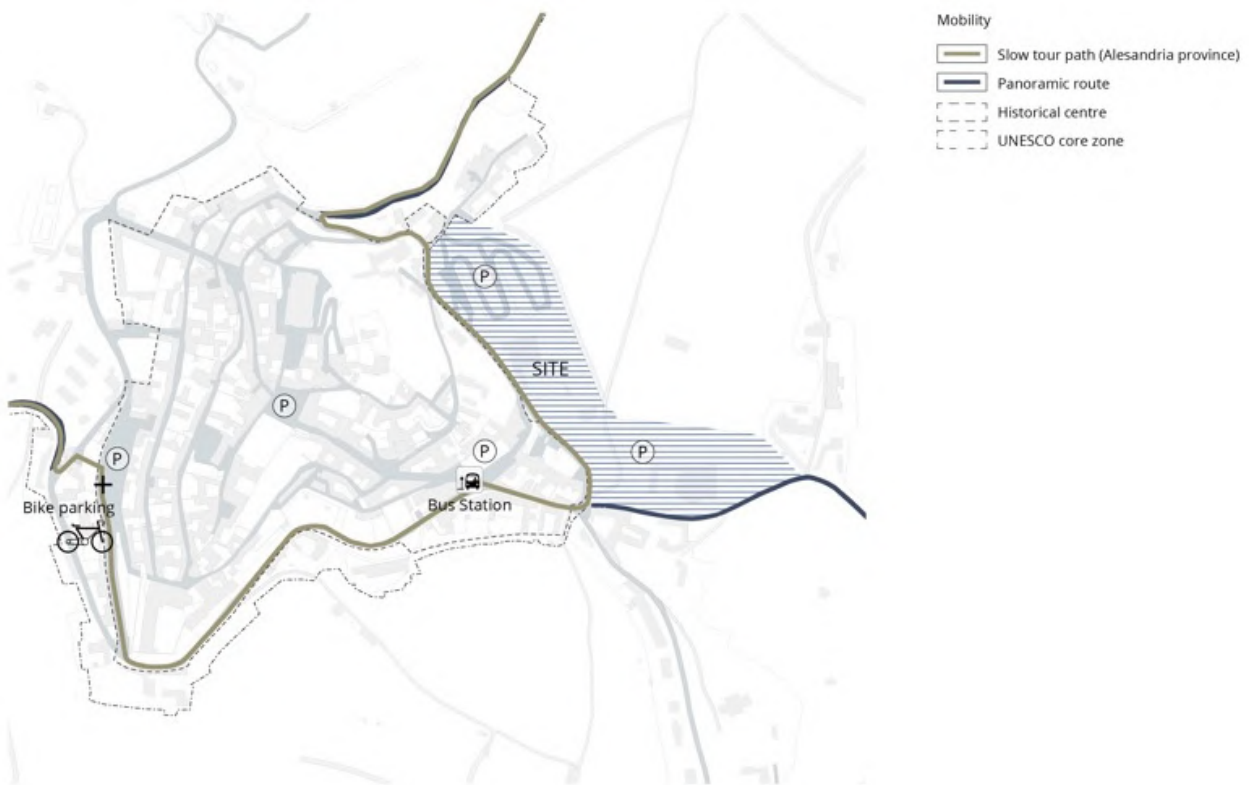 Mobility
Slow tour path (Alesandria province)
Panoramic route
Historical centre
UNESCO core zone
P
SITE
P
P
P
P
Bike parking
Bus Station